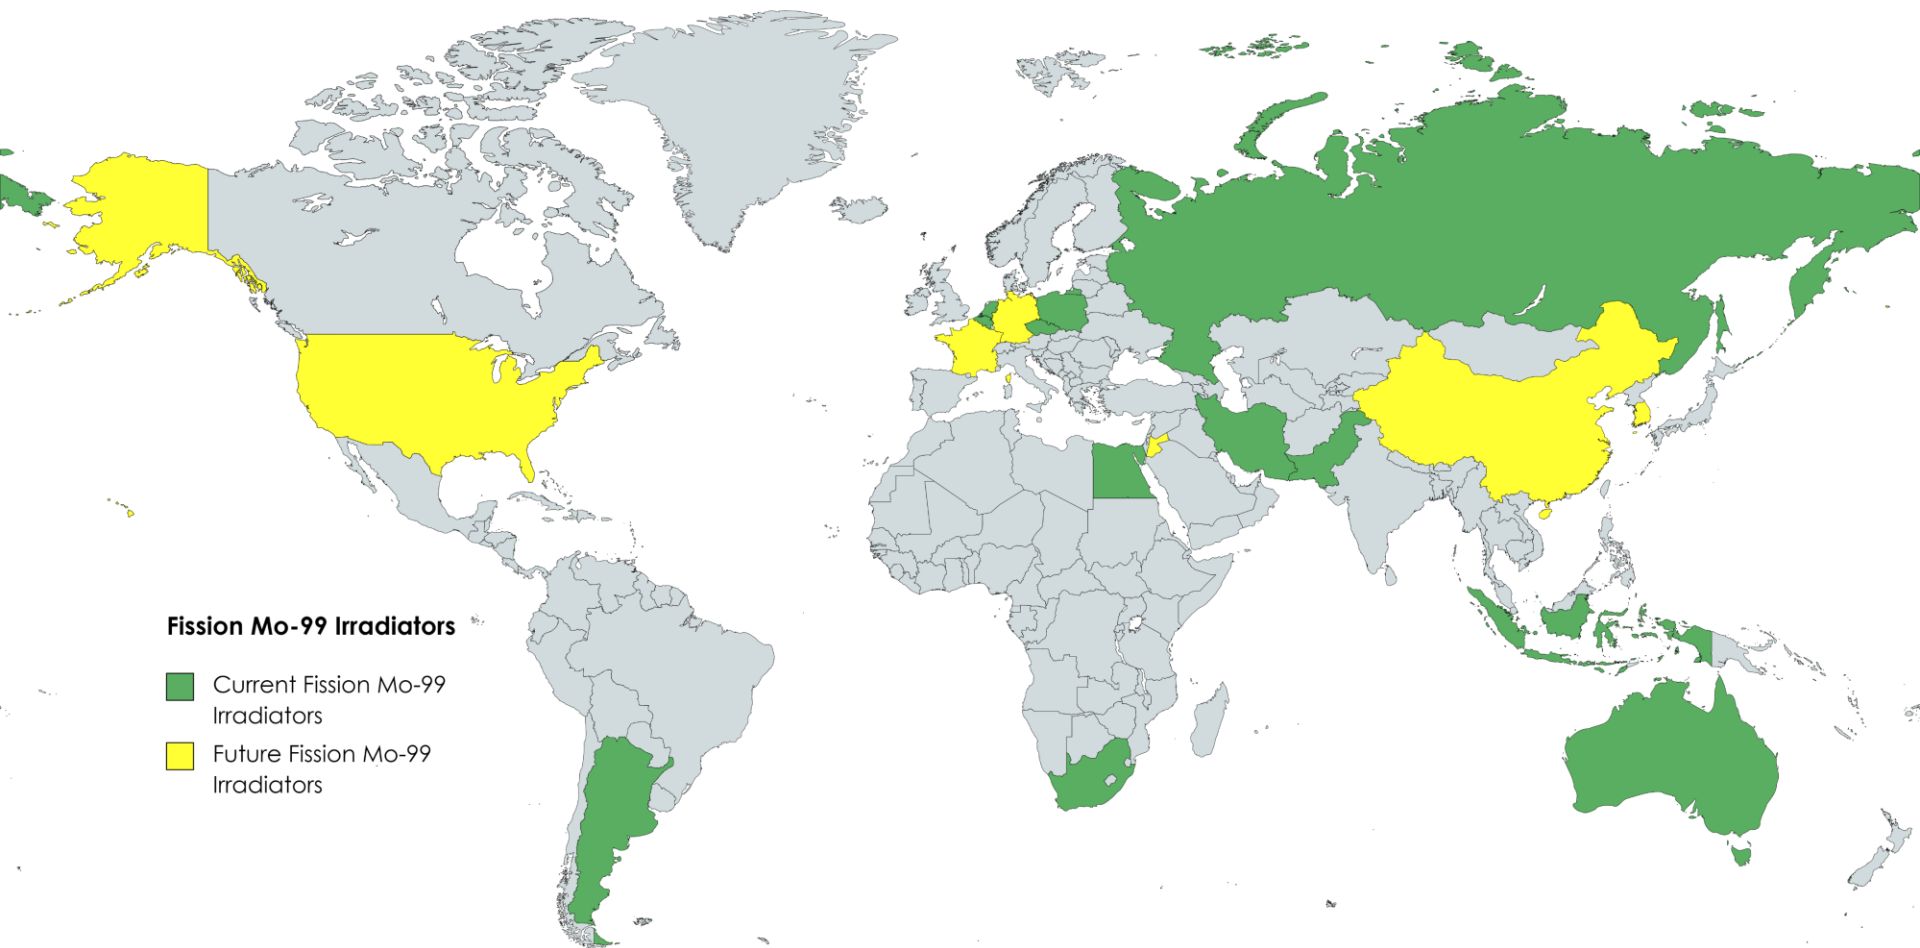 Fission Mo-99 Irradiators
Current Fission Mo-99
Irradiators
Future Fission Mo-99
Irradiators